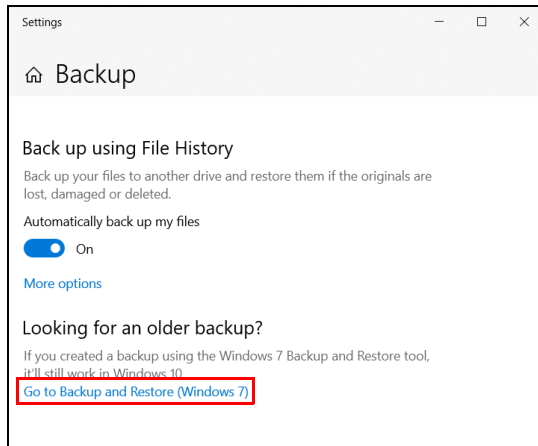 Settings
Backup
Back up using File History
Back up your files to another drive and restore them if the originals are
lost, damaged or deleted.
Automatically back up my files
On
More options
Looking for an older backup?
If you created a backup using the Windows 7 Backup and Restore tool,
it'll still work in Windows 10.
Go to Backup and Restore (Windows 7)